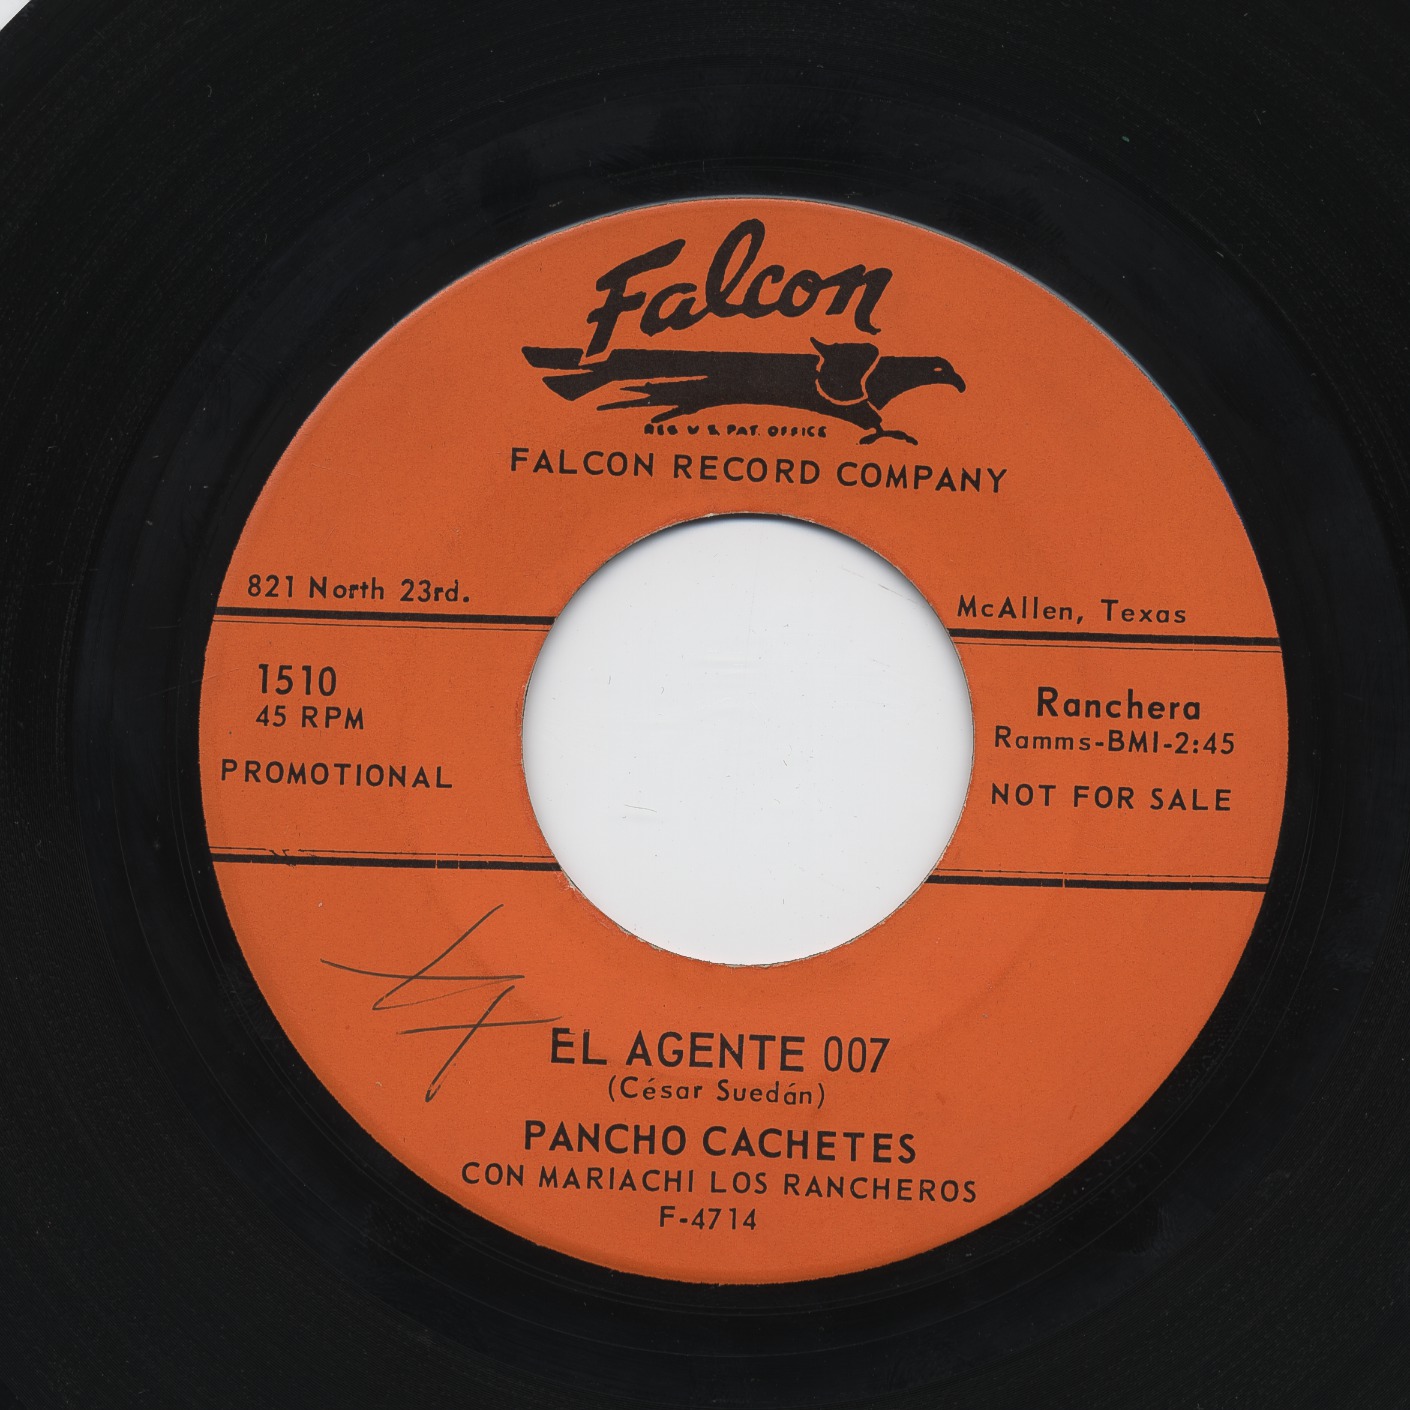 Falcon
REG U S PAT. OFFICE
FALCON RECORD COMPANY
821 North 23rd.
McAllen, Texas
1510
45 RPM
PROMOTIONAL
Ranchera
Ramms-BMI-2:45
NOT FOR SALE
EL AGENTE 007
(César Suedán)
PANCHO CACHETES
CON MARIACHI LOS RANCHEROS
F-4714